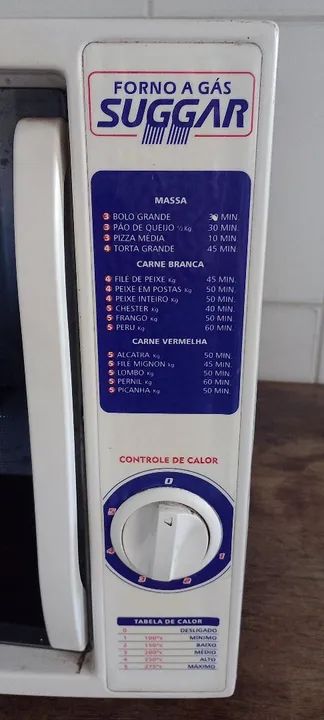 FORNO A GÁS
SUGGAR
MASSA
3 BOLO GRANDE 30 MIN.
3 PÃO DE QUEIJO 1/2 Kg 30 MIN.
3 PIZZA MÉDIA 10 MIN.
4 TORTA GRANDE 45 MIN.
CARNE BRANCA
4 FILE DE PEIXE Kg 45 MIN.
4 PEIXE EM POSTAS Kg 50 MIN.
4 PEIXE INTEIRO Kg 50 MIN.
5 CHESTER Kg 40 MIN.
5 FRANGO Kg 50 MIN.
5 PERU Kg 60 MIN.
CARNE VERMELHA
5 ALCATRA Kg 50 MIN.
5 FILE MIGNON Kg 45 MIN.
5 LOMBO Kg 50 MIN.
5 PERNIL Kg 60 MIN.
5 PICANHA Kg 50 MIN.
CONTROLE DE CALOR
0
5
4
1
3
2
TABELA DE CALOR
0 DESLIGADO
1 100°c MÍNIMO
2 150°c BAIXO
3 200°c MÉDIO
4 250°c ALTO
5 275°c MÁXIMO